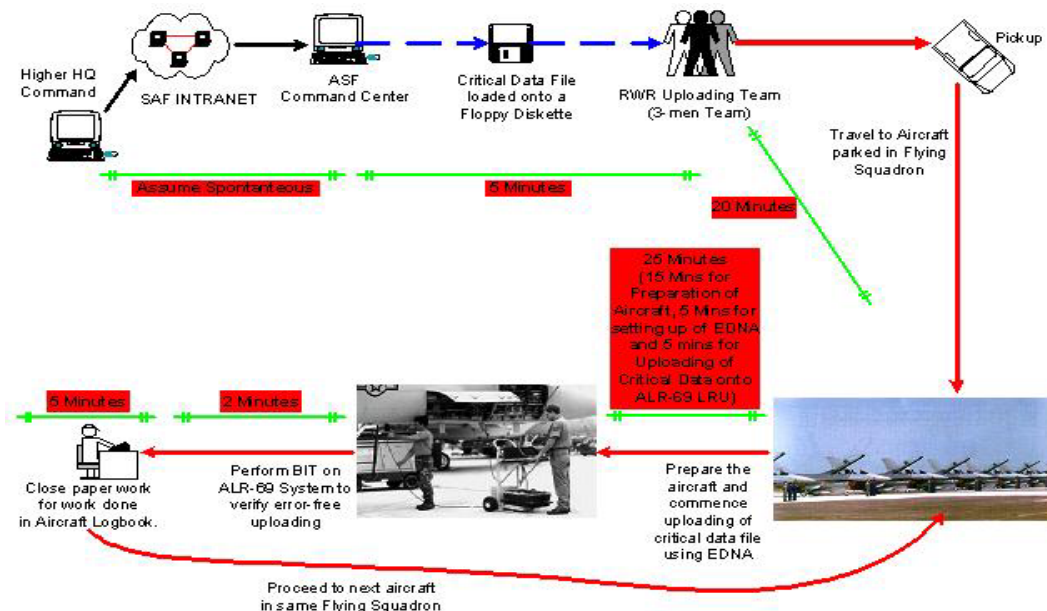 Higher HQ
Command
SAF INTRANET
ASF
Command Center
Critical Data File
loaded onto a
Floppy Diskette
RWR Uploading Team
(3-men Team)
Pickup
Travel to Aircraft
parked in Flying
Squadron
Assume Spontaneous
5 Minutes
20 Minutes
25 Minutes
(15 Mins for
Preparation of
Aircraft, 5 Mins for
setting up of EDNA
and 5 mins for
Uploading of
Critical Data onto
ALR-69 LRU)
5 Minutes
2 Minutes
Close paper work
for work done
in Aircraft Logbook.
Perform BIT on
ALR-69 System to
verify error-free
uploading
Prepare the
aircraft and
commence
uploading of
critical data file
using EDNA
Proceed to next aircraft
in same Flying Squadron